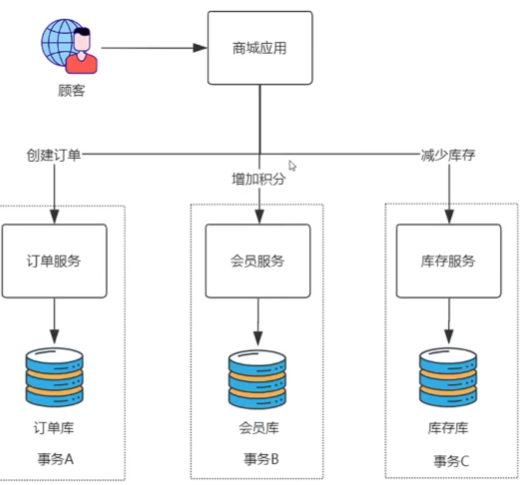 商城应用
顾客
创建订单
减少库存
增加积分
订单服务
会员服务
库存服务
订单库
会员库
库存库
事务A
事务B
事务C